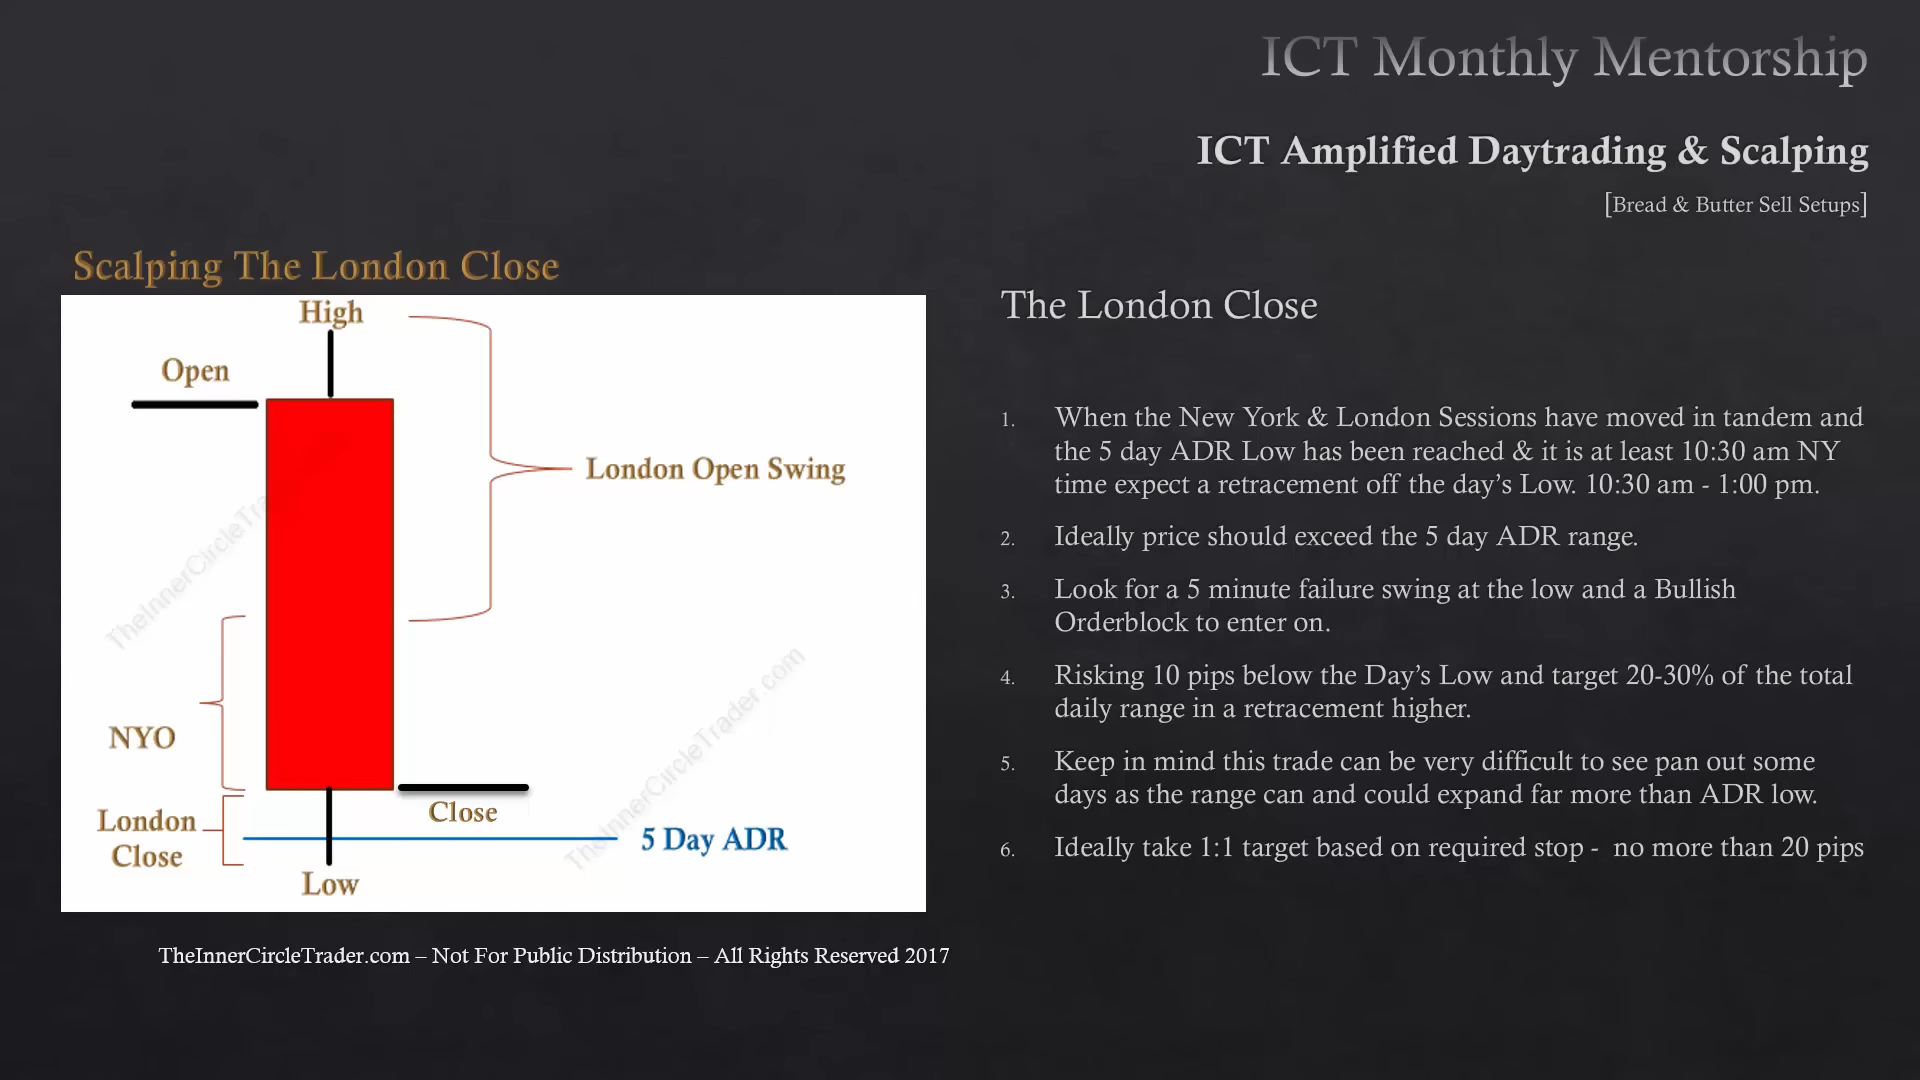 ICT Monthly Mentorship
ICT Amplified Daytrading & Scalping
[Bread & Butter Sell Setups]
Scalping The London Close
High
Open
London Open Swing
NYO
London
Close
Close
5 Day ADR
Low
TheInnerCircleTra
TheInnerCircleTrader.com
The London Close
1. When the New York & London Sessions have moved in tandem and
the 5 day ADR Low has been reached & it is at least 10:30 am NY
time expect a retracement off the day’s Low. 10:30 am - 1:00 pm.
2. Ideally price should exceed the 5 day ADR range.
3. Look for a 5 minute failure swing at the low and a Bullish
Orderblock to enter on.
4. Risking 10 pips below the Day’s Low and target 20-30% of the total
daily range in a retracement higher.
5. Keep in mind this trade can be very difficult to see pan out some
days as the range can and could expand far more than ADR low.
6. Ideally take 1:1 target based on required stop - no more than 20 pips
TheInnerCircleTrader.com – Not For Public Distribution – All Rights Reserved 2017